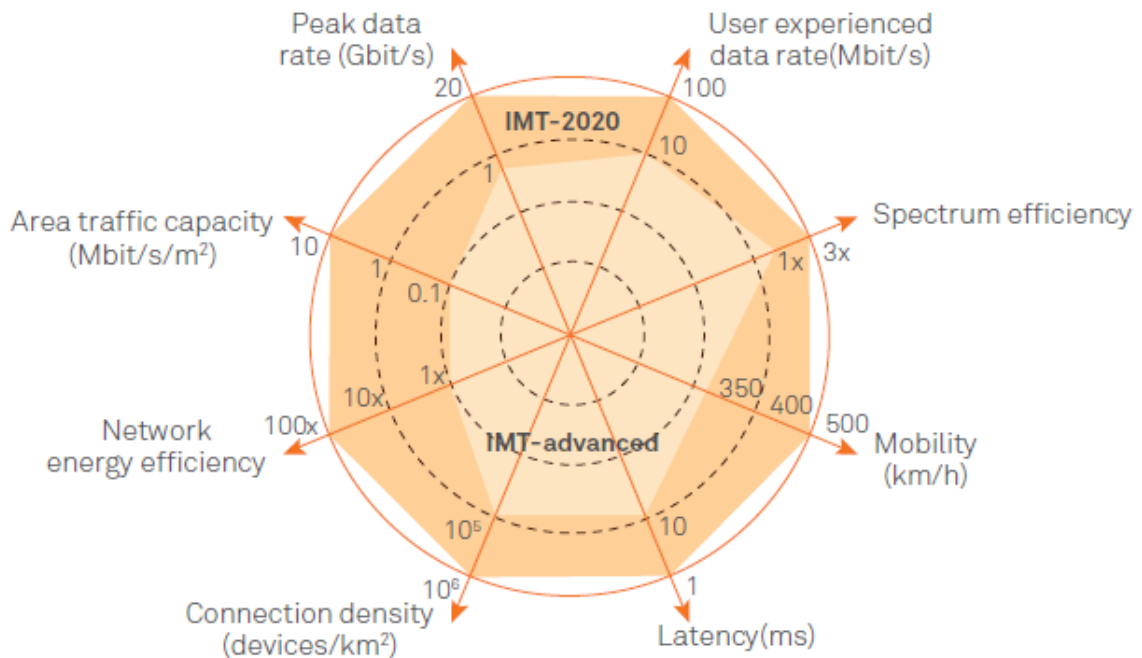 Peak data
rate (Gbit/s)
User experienced
data rate(Mbit/s)
20
100
IMT-2020
1
10
Area traffic capacity
(Mbit/s/m²)
10
1
0.1
Spectrum efficiency
1x
3x
Network
energy efficiency
100x
10x
1x
350
400
500
Mobility
(km/h)
IMT-advanced
10⁵
10⁶
Connection density
(devices/km²)
10
1
Latency(ms)